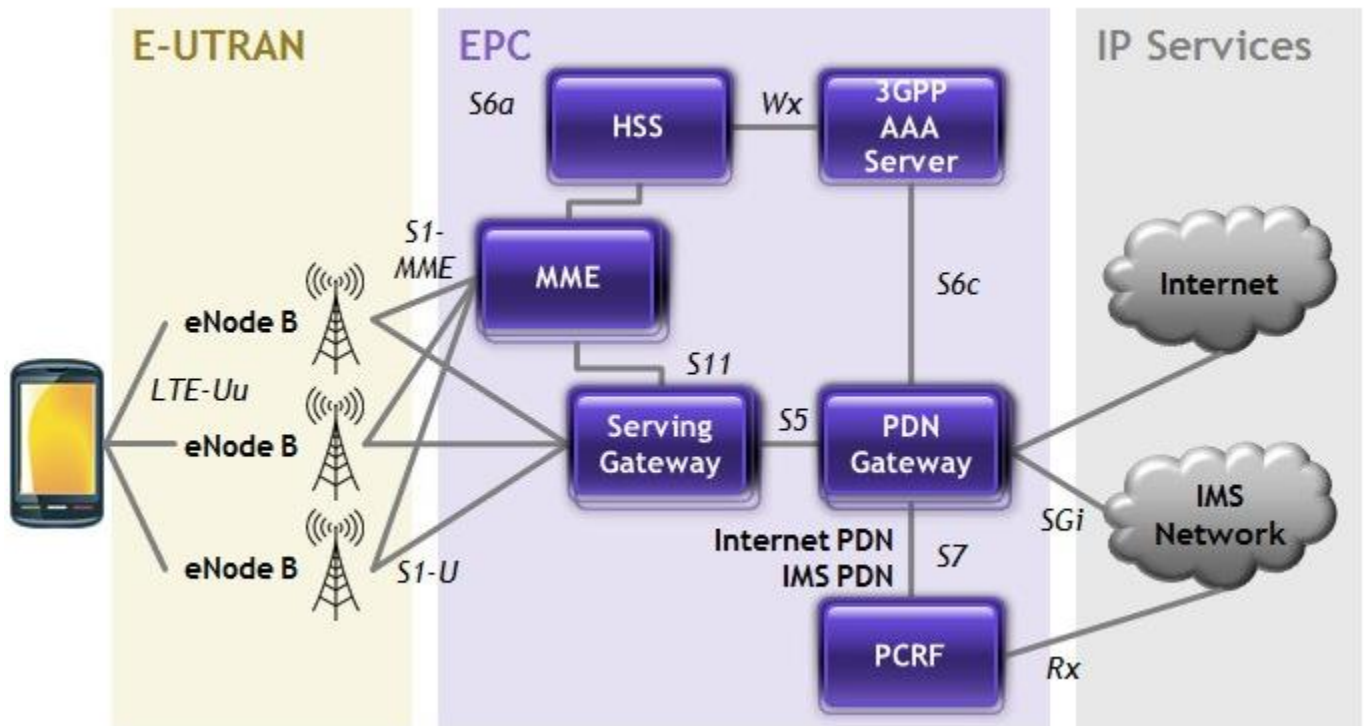 E-UTRAN
EPC
IP Services
S6a
HSS
Wx
3GPP
AAA
Server
S1-
MME
MME
S6c
Internet
eNode B
LTE-Uu
S11
eNode B
Serving
Gateway
S5
PDN
Gateway
IMS
Network
SGi
eNode B
S1-U
Internet PDN
IMS PDN
S7
PCRF
Rx